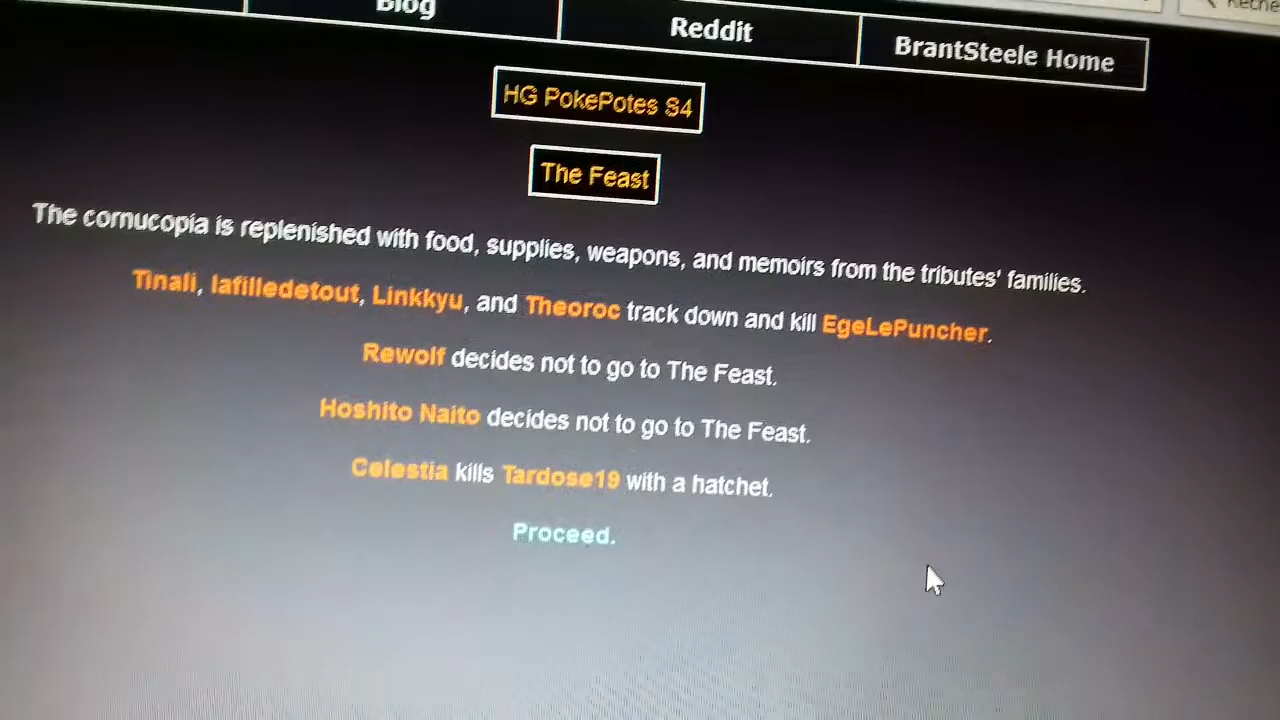 Blog
Reddit
BrantSteele Home
HG PokePotes S4
The Feast
The cornucopia is replenished with food, supplies, weapons, and memoirs from the tributes' families.
Tinali, lafilledetout, Linkkyu, and Theoroc track down and kill EgeLePuncher.
Rewolf decides not to go to The Feast.
Hoshito Naito decides not to go to The Feast.
Celestia kills Tardose19 with a hatchet.
Proceed.